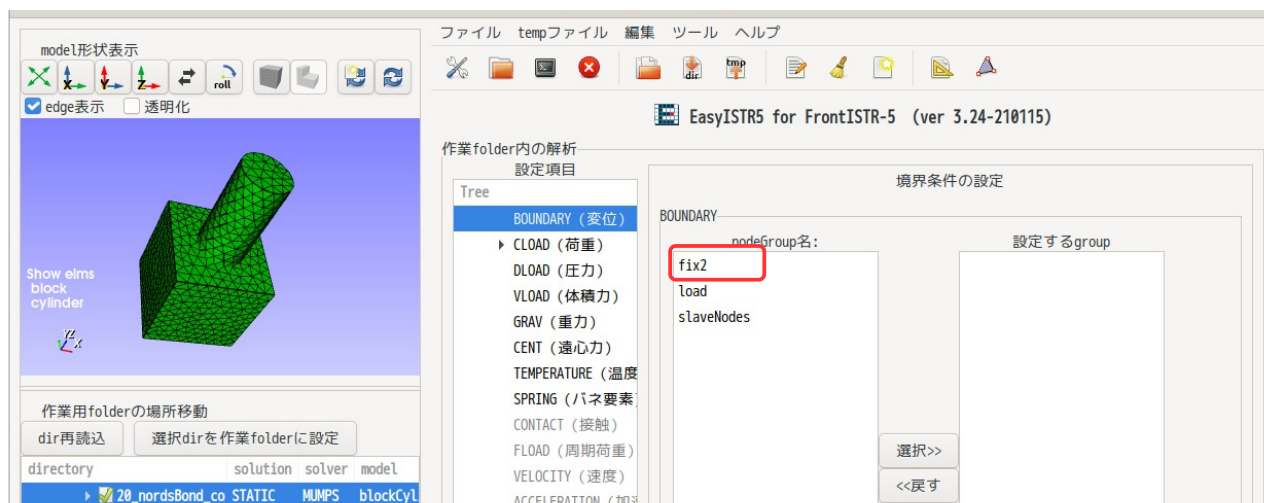 model形状表示
X
Y
Z
roll
edge表示 透明化
Show elms
block
cylinder
YZ
X
作業用folderの場所移動
dir再読込 選択dirを作業folderに設定
directory solution solver model
20_nordsBond_co STATIC MUMPS blockCyl
ファイル tempファイル 編集 ツール ヘルプ
dir
tmp
EasyISTR5 for FrontISTR-5 (ver 3.24-210115)
作業folder内の解析
設定項目
Tree
BOUNDARY (変位)
CLOAD (荷重)
DLOAD (圧力)
VLOAD (体積力)
GRAV (重力)
CENT (遠心力)
TEMPERATURE (温度
SPRING (バネ要素
CONTACT (接触)
FLOAD (周期荷重)
VELOCITY (速度)
ACCELERATION (加速
境界条件の設定
BOUNDARY
nodeGroup名:
fix2
load
slaveNodes
設定するgroup
選択>>
<<戻す